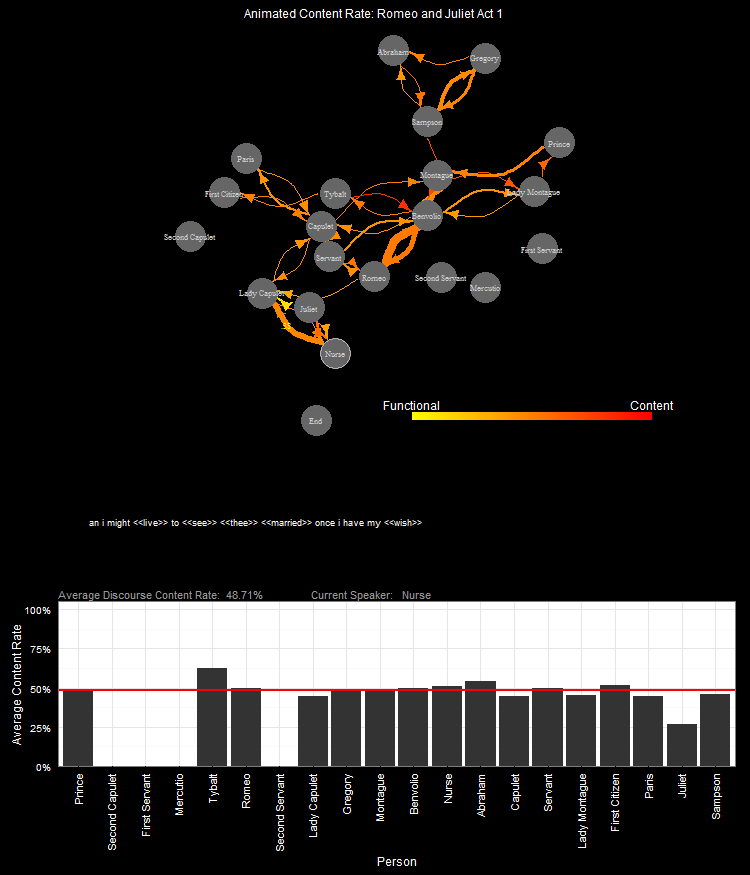 Animated Content Rate: Romeo and Juliet Act 1
Abraham
Gregory
Sampson
Prince
Paris
Montague
First Citizen
Tybalt
Lady Montague
Benvolio
Capulet
Second Capulet
First Servant
Servant
Romeo
Second Servant
Mercutio
Lady Capulet
Juliet
Nurse
Functional Content
End
an i might <<live>> to <<see>> <<thee>> <<married>> once i have my <<wish>>
Average Discourse Content Rate: 48.71% Current Speaker: Nurse
100%
75%
50%
25%
0%
Average Content Rate
Prince
Second Capulet
First Servant
Mercutio
Tybalt
Romeo
Second Servant
Lady Capulet
Gregory
Montague
Benvolio
Nurse
Abraham
Capulet
Servant
Lady Montague
First Citizen
Paris
Juliet
Sampson
Person